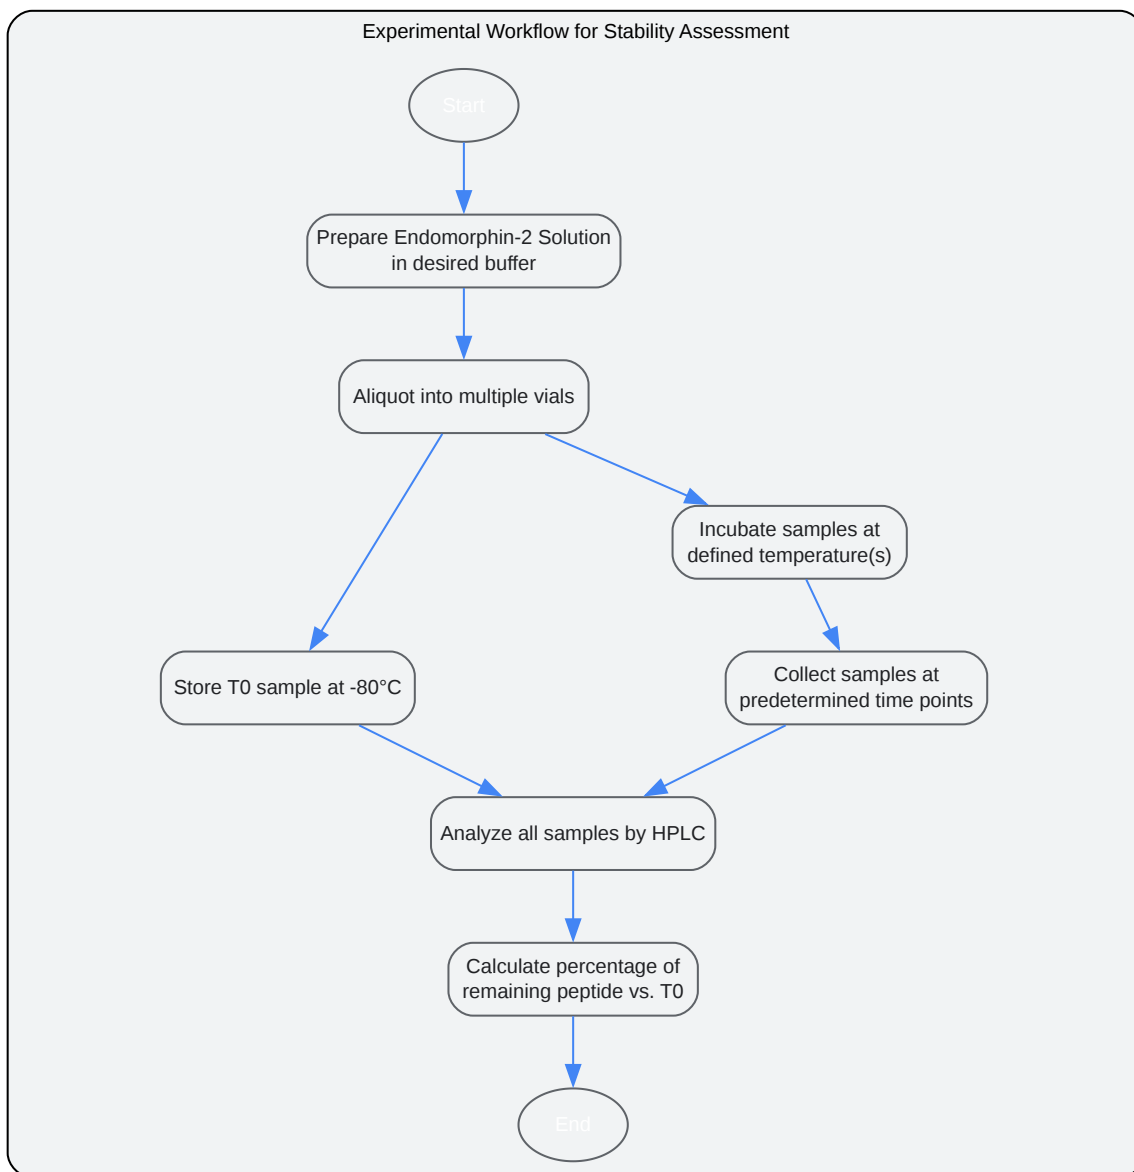 Experimental Workflow for Stability Assessment
Start
Prepare Endomorphin-2 Solution
in desired buffer
Aliquot into multiple vials
Incubate samples at
defined temperature(s)
Store T0 sample at -80°C
Collect samples at
predetermined time points
Analyze all samples by HPLC
Calculate percentage of
remaining peptide vs. T0
End